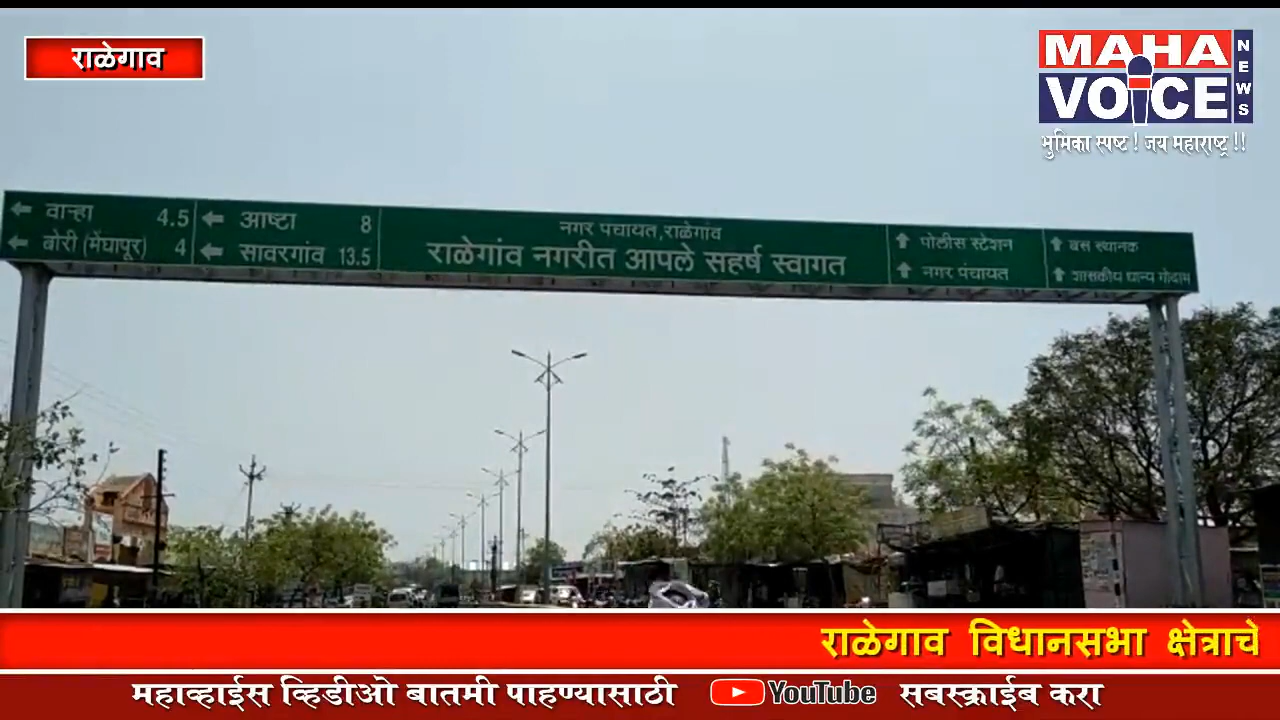 राळेगाव
MAHA
VOICE
NEWS
भुमिका स्पष्ट ! जय महाराष्ट्र !!
वाऱ्हा 4.5
बोरी (मेंघापूर) 4
आष्टा 8
सावरगांव 13.5
नगर पंचायत,राळेगांव
राळेगांव नगरीत आपले सहर्ष स्वागत
पोलीस स्टेशन
नगर पंचायत
बस स्थानक
शासकीय धान्य गोदाम
राळेगाव विधानसभा क्षेत्राचे
महाव्हाईस व्हिडीओ बातमी पाहण्यासाठी YouTube सबस्क्राईब करा